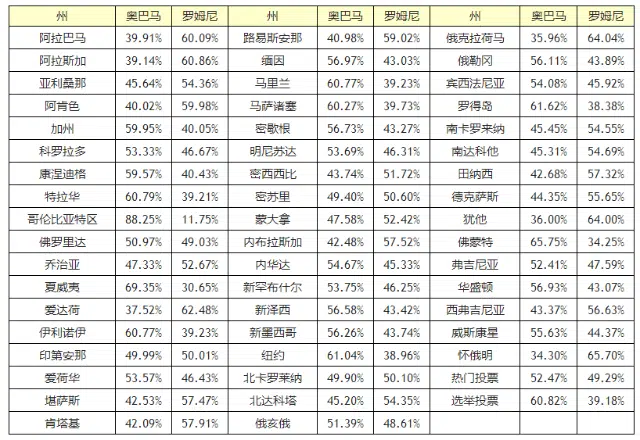 州 奥巴马 罗姆尼 州 奥巴马 罗姆尼 州 奥巴马 罗姆尼
阿拉巴马 39.91% 60.09% 路易斯安那 40.98% 59.02% 俄克拉荷马 35.96% 64.04%
阿拉斯加 39.14% 60.86% 缅因 56.97% 43.03% 俄勒冈 56.11% 43.89%
亚利桑那 45.64% 54.36% 马里兰 60.77% 39.23% 宾西法尼亚 54.08% 45.92%
阿肯色 40.02% 59.98% 马萨诸塞 60.27% 39.73% 罗得岛 61.62% 38.38%
加州 59.95% 40.05% 密歇根 56.73% 43.27% 南卡罗来纳 45.45% 54.55%
科罗拉多 53.33% 46.67% 明尼苏达 53.69% 46.31% 南达科他 45.31% 54.69%
康涅迪格 59.57% 40.43% 密西西比 43.74% 51.72% 田纳西 42.68% 57.32%
特拉华 60.79% 39.21% 密苏里 49.40% 50.60% 德克萨斯 44.35% 55.65%
哥伦比亚特区 88.25% 11.75% 蒙大拿 47.58% 52.42% 犹他 36.00% 64.00%
佛罗里达 50.97% 49.03% 内布拉斯加 42.48% 57.52% 佛蒙特 65.75% 34.25%
乔治亚 47.33% 52.67% 内华达 54.67% 45.33% 弗吉尼亚 52.41% 47.59%
夏威夷 69.35% 30.65% 新罕布什尔 53.75% 46.25% 华盛顿 56.93% 43.07%
爱达荷 37.52% 62.48% 新泽西 56.58% 43.42% 西弗吉尼亚 43.37% 56.63%
伊利诺伊 60.77% 39.23% 新墨西哥 56.26% 43.74% 威斯康星 55.63% 44.37%
印第安那 49.99% 50.01% 纽约 61.04% 38.96% 怀俄明 34.30% 65.70%
爱荷华 53.57% 46.43% 北卡罗莱纳 49.90% 50.10% 热门投票 52.47% 49.29%
堪萨斯 42.53% 57.47% 北达科塔 45.20% 54.35% 选举投票 60.82% 39.18%
肯塔基 42.09% 57.91% 俄亥俄 51.39% 48.61%